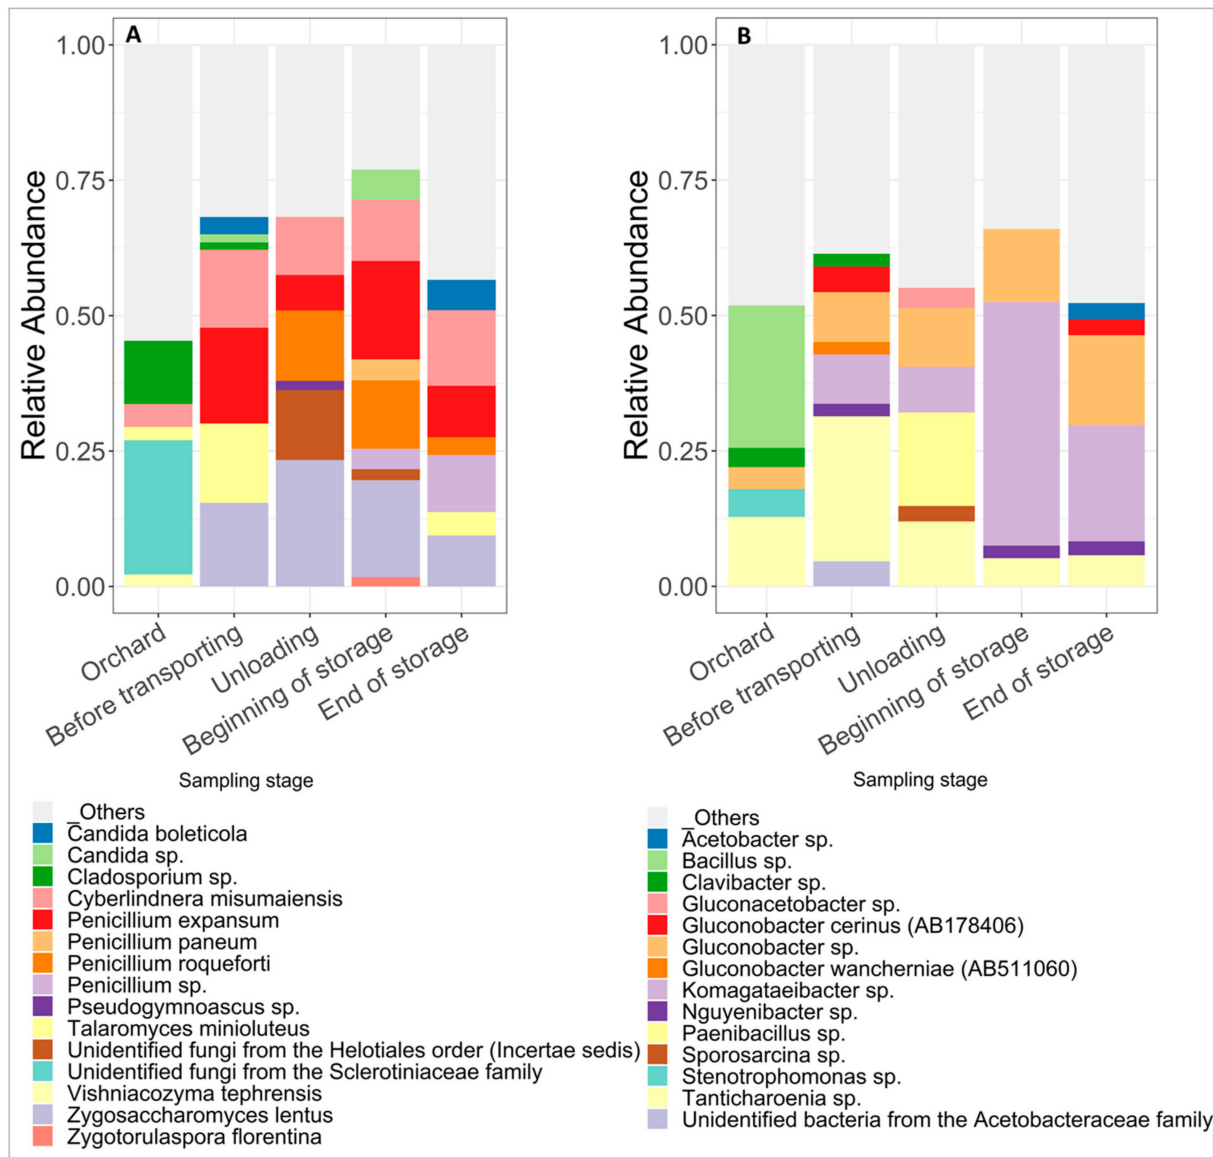 A
1.00
0.75
0.50
0.25
0.00
Relative Abundance
Orchard
Before transporting
Unloading
Beginning of storage
End of storage
Sampling stage
_Others
Candida boleticola
Candida sp.
Cladosporium sp.
Cyberlindnera misumaiensis
Penicillium expansum
Penicillium paneum
Penicillium roqueforti
Penicillium sp.
Pseudogymnoascus sp.
Talaromyces minioluteus
Unidentified fungi from the Helotiales order (Incertae sedis)
Unidentified fungi from the Sclerotiniaceae family
Vishniacozyma tephrensis
Zygosaccharomyces lentus
Zygotorulaspora florentina
B
1.00
0.75
0.50
0.25
0.00
Relative Abundance
Orchard
Before transporting
Unloading
Beginning of storage
End of storage
Sampling stage
_Others
Acetobacter sp.
Bacillus sp.
Clavibacter sp.
Gluconacetobacter sp.
Gluconobacter cerinus (AB178406)
Gluconobacter sp.
Gluconobacter wancherniae (AB511060)
Komagataeibacter sp.
Nguyenibacter sp.
Paenibacillus sp.
Sporosarcina sp.
Stenotrophomonas sp.
Tanticharoenia sp.
Unidentified bacteria from the Acetobacteraceae family